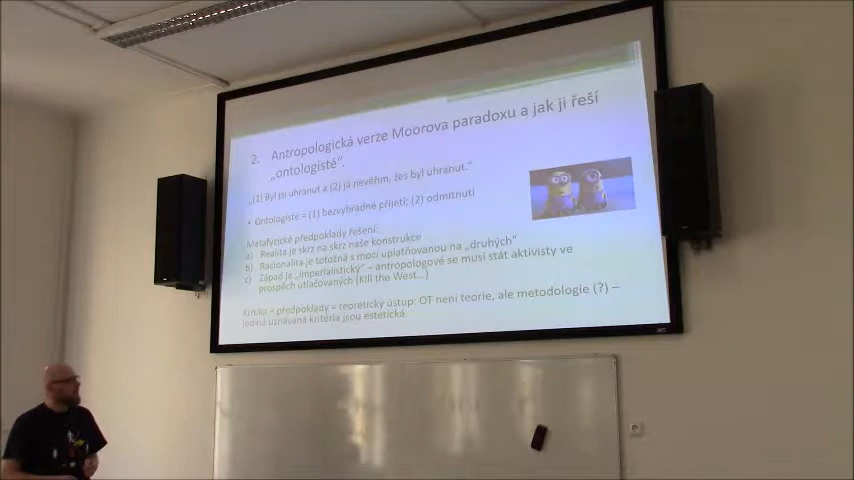 2. Antropologická verze Moorova paradoxu a jak ji řeší
„ontologisté“.
„(1) Byl jsi uhranut a (2) já nevěřím, žes byl uhranut.“
• Ontologisté = (1) bezvýhradné přijetí; (2) odmítnutí
Metafyzické předpoklady řešení:
a) Realita je skrz na skrz naše konstrukce
b) Racionalita je totožná s mocí uplatňovanou na „druhých“
c) Západ je „imperialistický“ – antropologové se musí stát aktivisty ve
prospěch utlačovaných (Kill the West...)
Kritika + předpoklady = teoretický ústup: OT není teorie, ale metodologie (?) –
jediná uznávaná kritéria jsou estetická.